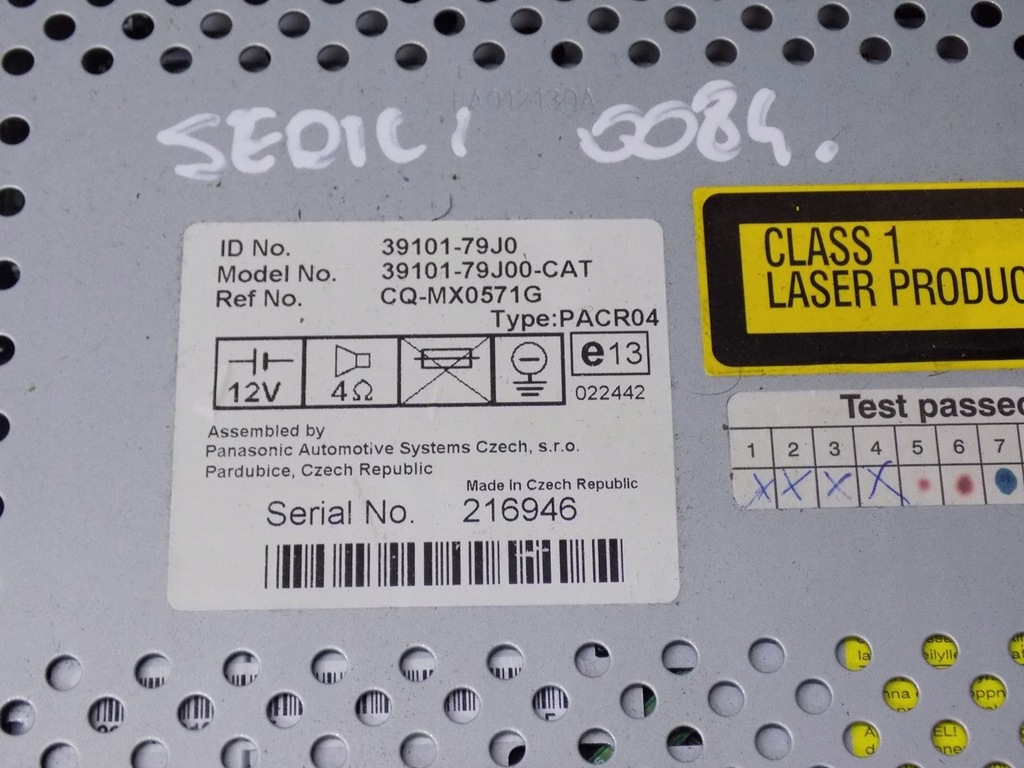 PA012130A
SEDICI 0084.
ID No. 39101-79J0
Model No. 39101-79J00-CAT
Ref No. CQ-MX0571G
Type:PACR04
12V 4Ω e13
022442
Assembled by
Panasonic Automotive Systems Czech, s.r.o.
Pardubice, Czech Republic
Made in Czech Republic
Serial No. 216946
CLASS 1
LASER PRODUC
Test passed
1 2 3 4 5 6 7
X X X X